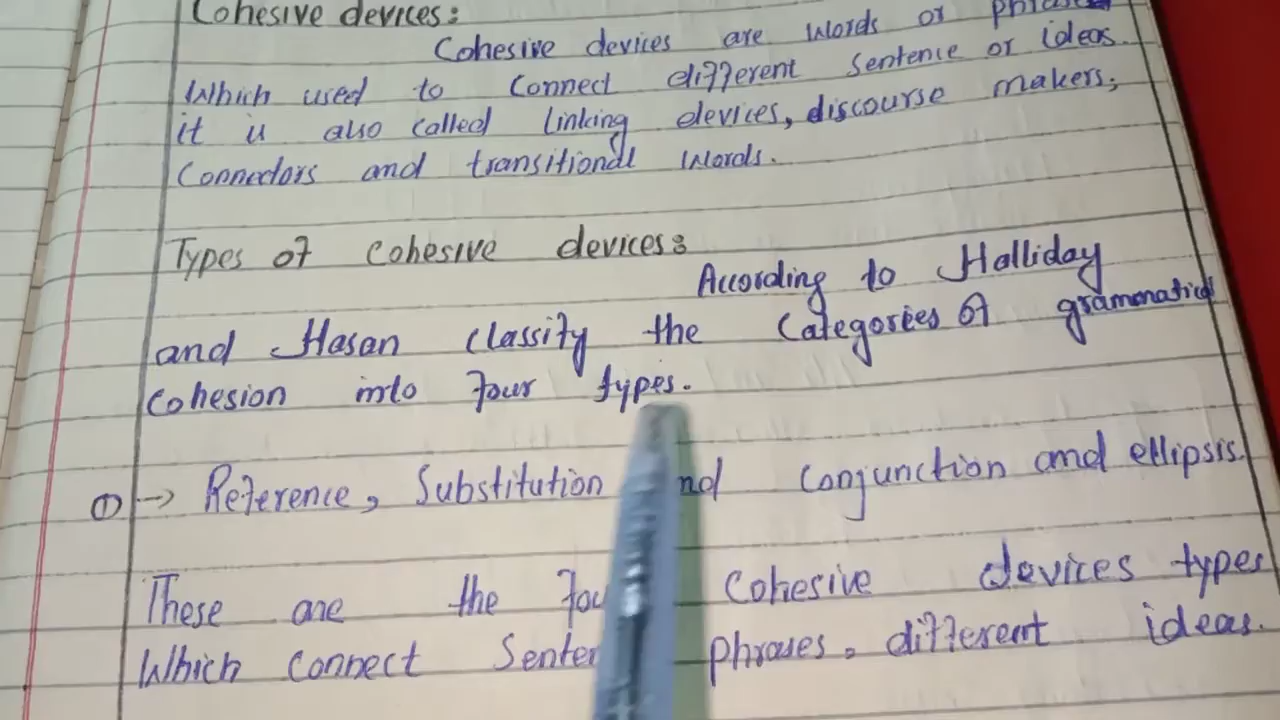 Cohesive devices:
Cohesive devices are words or phrases
Which used to Connect different sentence or ideas
it is also called linking devices, discourse makers,
Connectors and transitional words.
Types of Cohesive devices:
According to Halliday
and Hasan classify the Categories of grammatical
Cohesion into four types.
① → Reference, Substitution and Conjunction and ellipsis.
These are the Cohesive devices types
Which Connect phrases, different ideas.